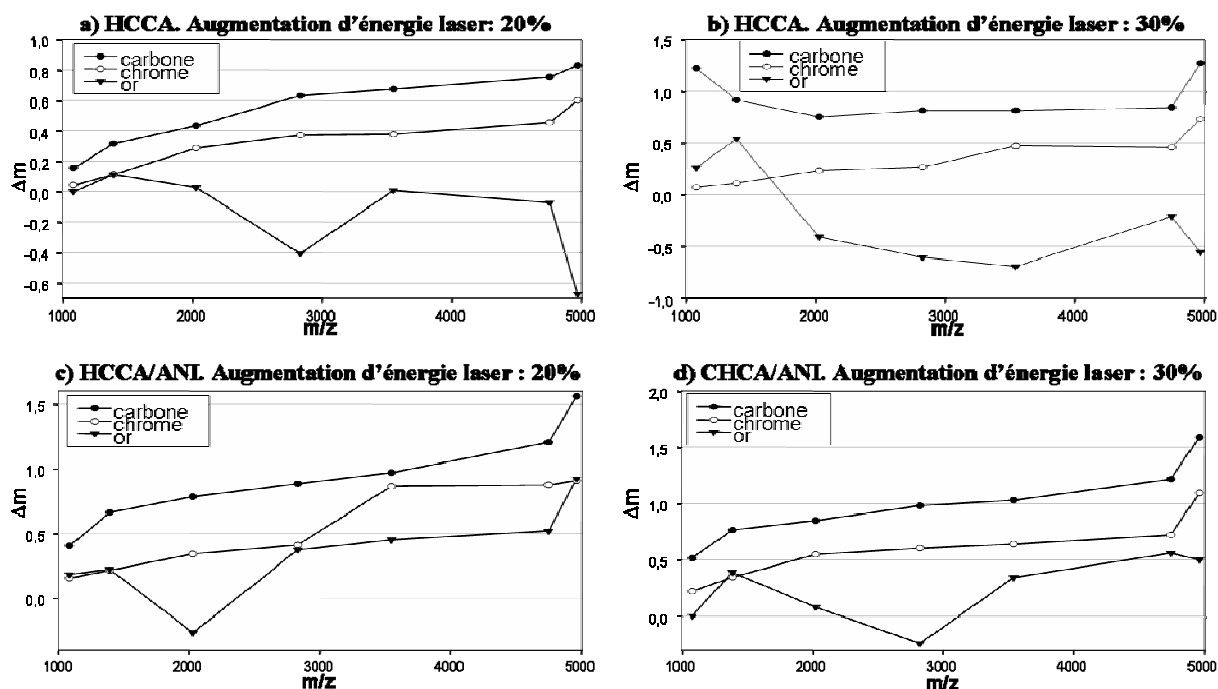 a) HCCA. Augmentation d'énergie laser: 20%
1,0
0,8
0,6
0,4
0,2
0,0
–0,2
–0,4
–0,6
Δm
carbone
chrome
or
1000
2000
3000
4000
5000
m/z
b) HCCA. Augmentation d'énergie laser : 30%
1,5
1,0
0,5
0,0
–0,5
–1,0
Δm
carbone
chrome
or
1000
2000
3000
4000
5000
m/z
c) HCCA/ANI. Augmentation d'énergie laser : 20%
1,5
1,0
0,5
0,0
Δm
carbone
chrome
or
1000
2000
3000
4000
5000
m/z
d) CHCA/ANI. Augmentation d'énergie laser : 30%
2,0
1,5
1,0
0,5
0,0
Δm
carbone
chrome
or
1000
2000
3000
4000
5000
m/z